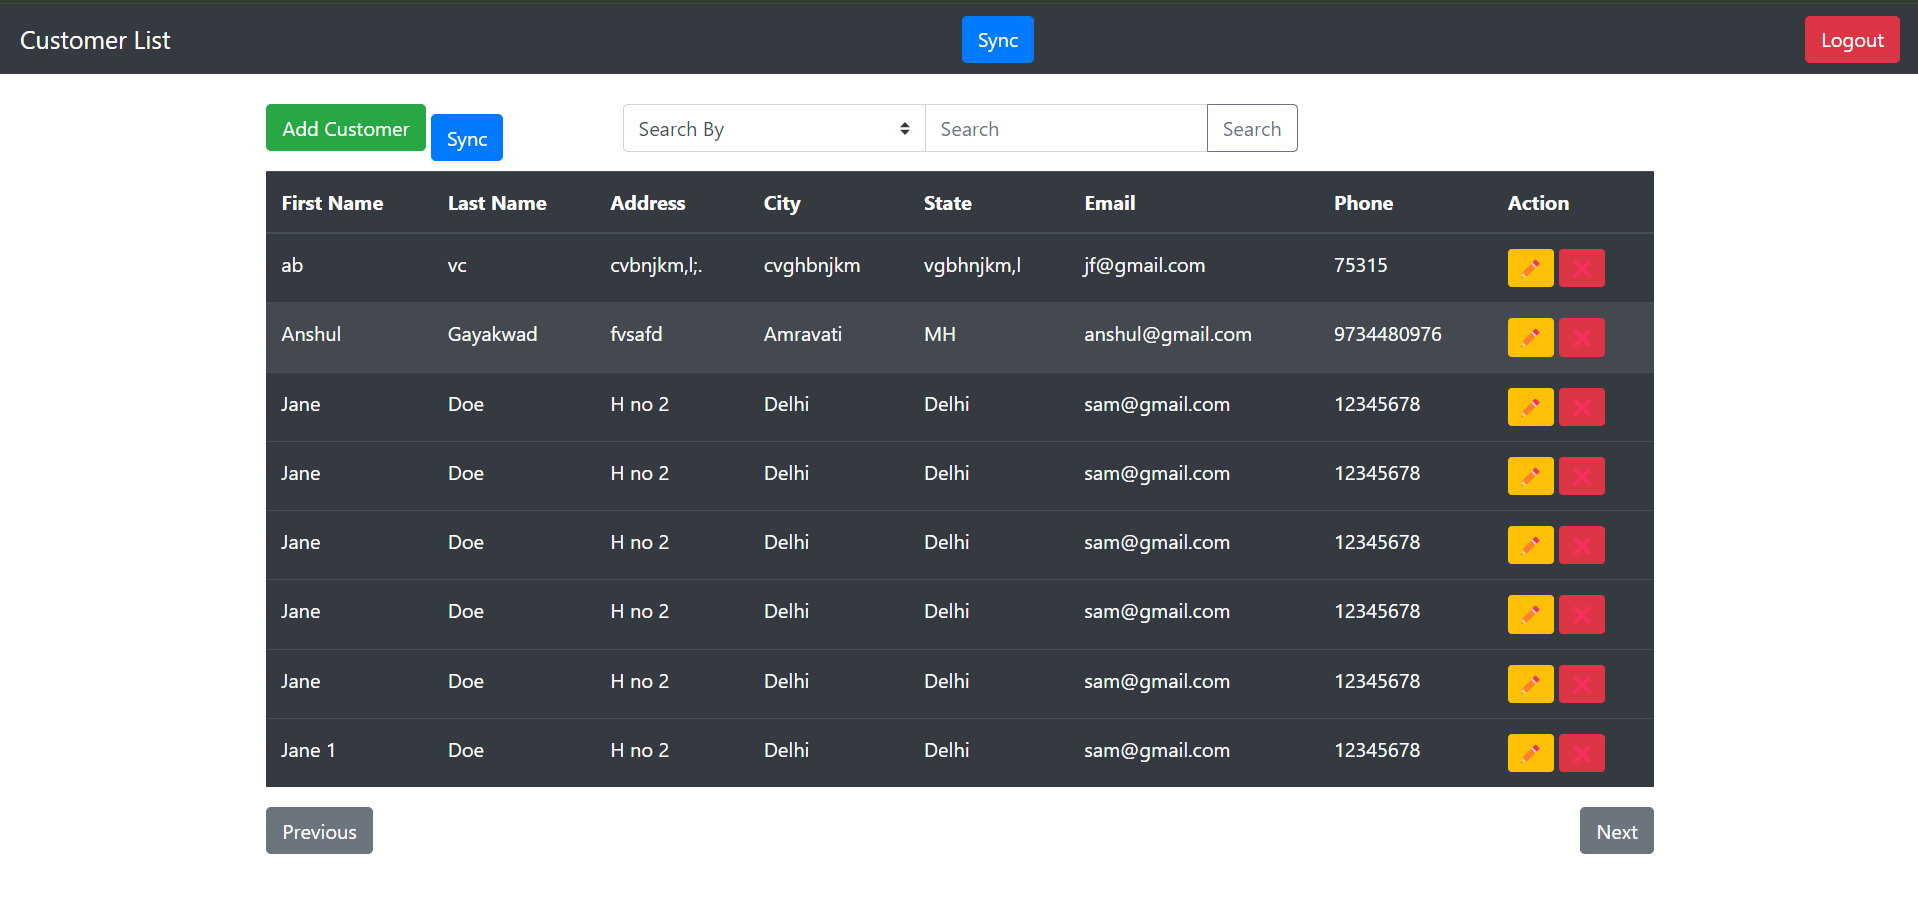 Customer List Sync Logout
Add Customer Sync Search By Search Search
First Name Last Name Address City State Email Phone Action
ab vc cvbnjkm,l;. cvghbnjkm vgbhnjkm,l jf@gmail.com 75315
Anshul Gayakwad fvsafd Amravati MH anshul@gmail.com 9734480976
Jane Doe H no 2 Delhi Delhi sam@gmail.com 12345678
Jane Doe H no 2 Delhi Delhi sam@gmail.com 12345678
Jane Doe H no 2 Delhi Delhi sam@gmail.com 12345678
Jane Doe H no 2 Delhi Delhi sam@gmail.com 12345678
Jane Doe H no 2 Delhi Delhi sam@gmail.com 12345678
Jane 1 Doe H no 2 Delhi Delhi sam@gmail.com 12345678
Previous Next